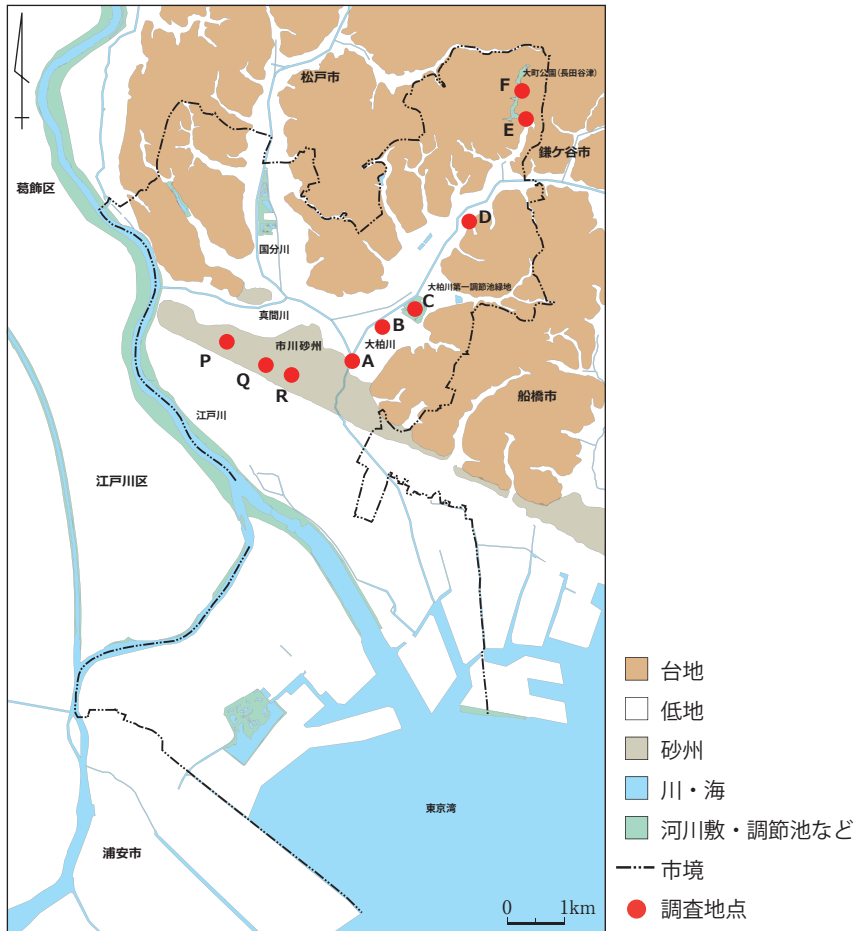 松戸市
大町公園(長田谷津)
F
E
鎌ケ谷市
葛飾区
D
国分川
大柏川第一調節池緑地
C
真間川
B
市川砂州
大柏川
P
A
Q
R
船橋市
江戸川
江戸川区
東京湾
浦安市
0 1km
台地
低地
砂州
川・海
河川敷・調節池など
市境
調査地点